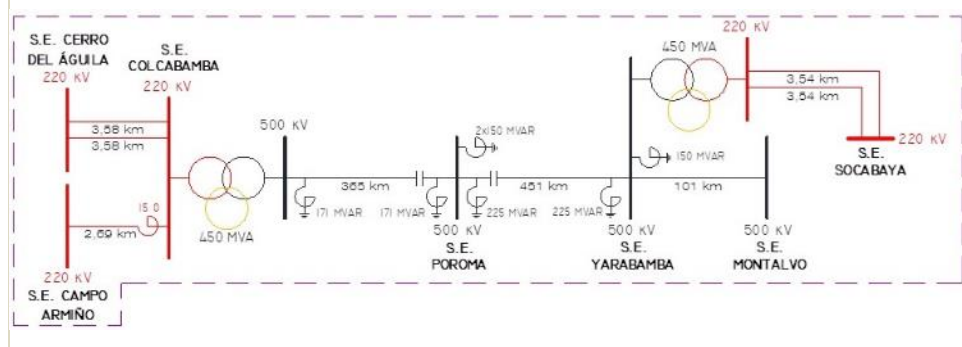 S.E. CERRO
DEL ÁGUILA
220 KV
S.E.
COLCABAMBA
220 KV
3,58 km
3,58 km
15 Ω
2,69 km
220 KV
S.E. CAMPO
ARMIÑO
450 MVA
500 KV
365 km
171 MVAR
171 MVAR
2x150 MVAR
225 MVAR
500 KV
S.E.
POROMA
451 km
225 MVAR
150 MVAR
450 MVA
500 KV
S.E.
YARABAMBA
101 km
500 KV
S.E.
MONTALVO
220 KV
3,54 km
3,54 km
220 KV
S.E.
SOCABAYA